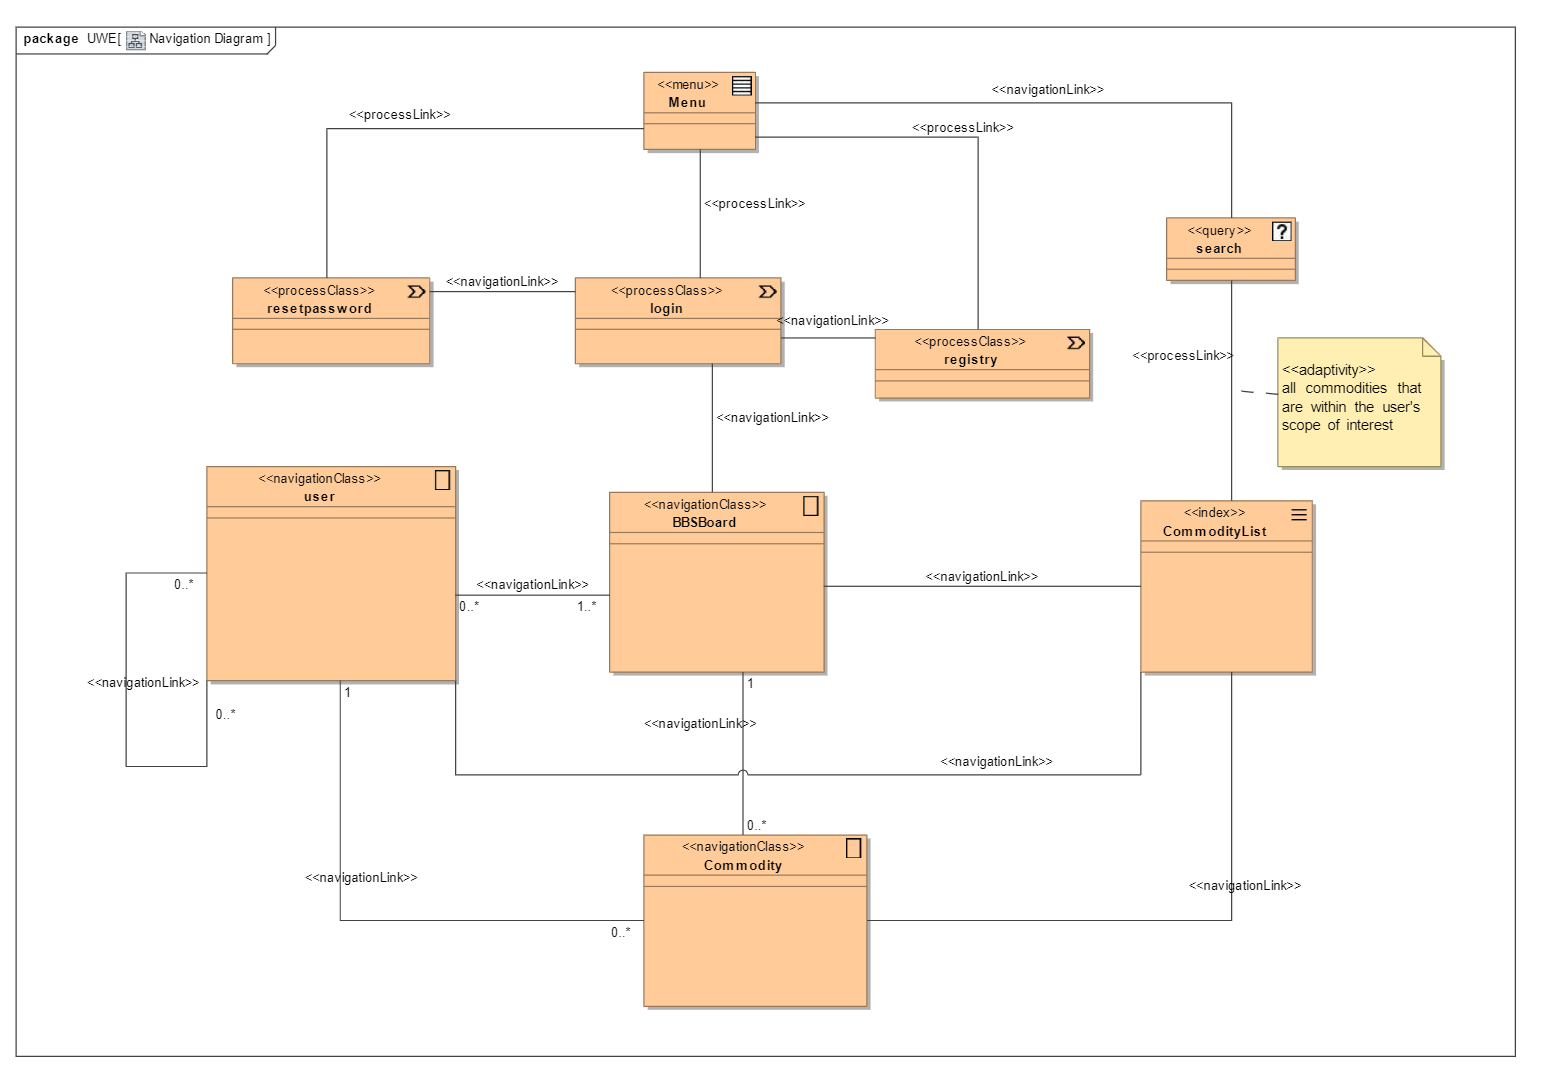 package UWE[ Navigation Diagram ]
<<menu>>
Menu
<<navigationLink>>
<<processLink>>
<<processLink>>
<<processLink>>
<<query>>
search
<<processClass>>
resetpassword
<<navigationLink>>
<<processClass>>
login
<<navigationLink>>
<<processClass>>
registry
<<processLink>>
<<adaptivity>>
all commodities that
are within the user's
scope of interest
<<navigationLink>>
<<navigationClass>>
user
<<navigationClass>>
BBSBoard
<<index>>
CommodityList
0..*
<<navigationLink>>
0..*
1..*
<<navigationLink>>
<<navigationLink>>
0..*
1
1
<<navigationLink>>
<<navigationLink>>
0..*
<<navigationClass>>
Commodity
<<navigationLink>>
0..*
<<navigationLink>>